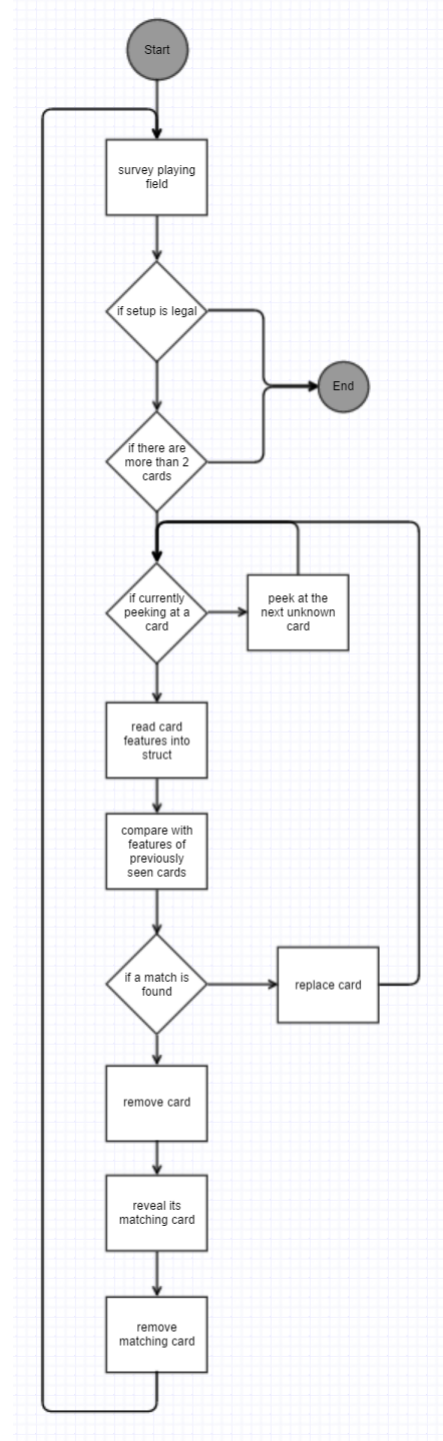 Start
survey playing
field
if setup is legal
End
if there are
more than 2
cards
if currently
peeking at a
card
peek at the
next unknown
card
read card
features into
struct
compare with
features of
previously
seen cards
if a match is
found
replace card
remove card
reveal its
matching card
remove
matching card